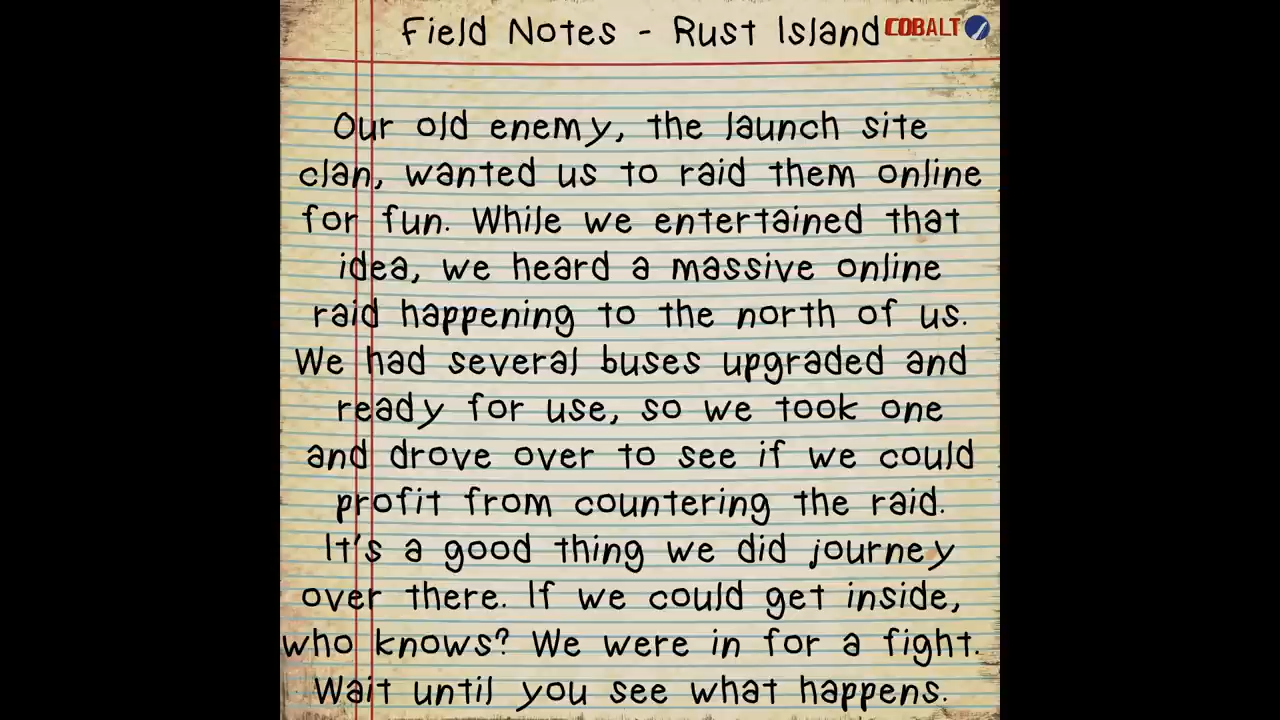 Field Notes - Rust Island COBALT
Our old enemy, the launch site
clan, wanted us to raid them online
for fun. While we entertained that
idea, we heard a massive online
raid happening to the north of us.
We had several buses upgraded and
ready for use, so we took one
and drove over to see if we could
profit from countering the raid.
It's a good thing we did journey
over there. If we could get inside,
who knows? We were in for a fight.
Wait until you see what happens.